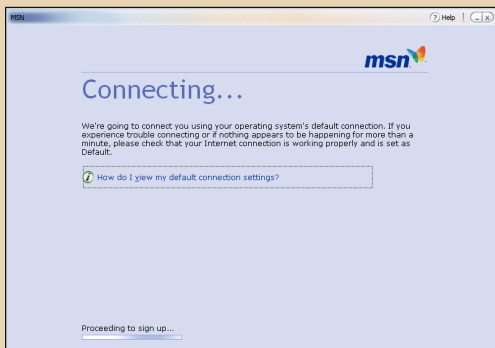 MSN
? Help
msn
Connecting...
We're going to connect you using your operating system's default connection. If you
experience trouble connecting or if nothing appears to be happening for more than a
minute, please check that your Internet connection is working properly and is set as
Default.
How do I view my default connection settings?
Proceeding to sign up...